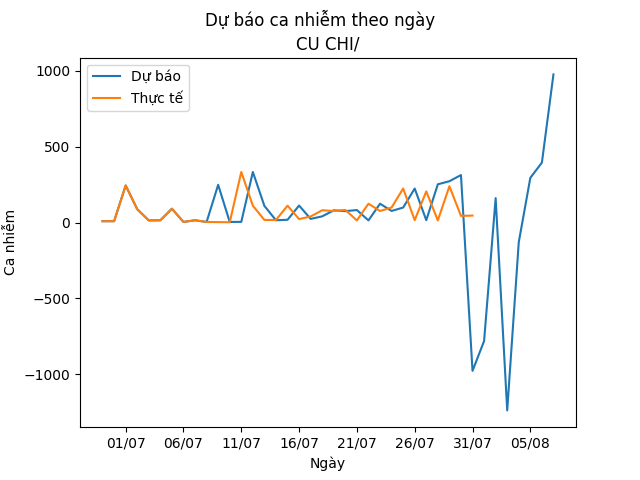 Dự báo ca nhiễm theo ngày
CU CHI/
Dự báo
Thực tế
Ca nhiễm
1000
500
0
−500
−1000
01/07 06/07 11/07 16/07 21/07 26/07 31/07 05/08
Ngày